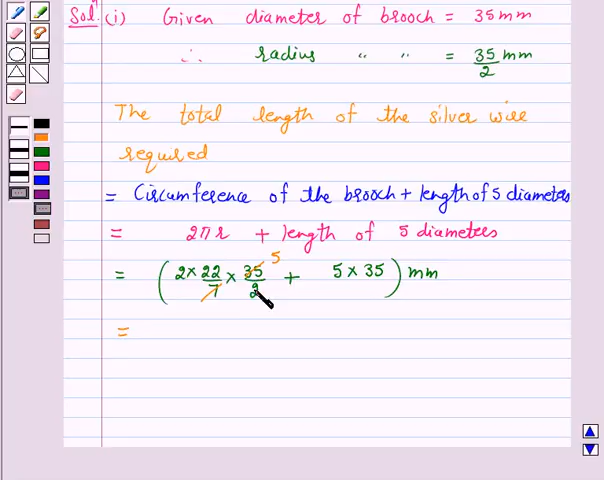 Solⁿ (i) Given diameter of brooch = 35 mm
∴ radius " " = 35/2 mm
The total length of the silver wire
required
= Circumference of the brooch + length of 5 diameters
= 2πr + length of 5 diameters
= (2 × 22/7 × 35/2 + 5 × 35) mm
5
=